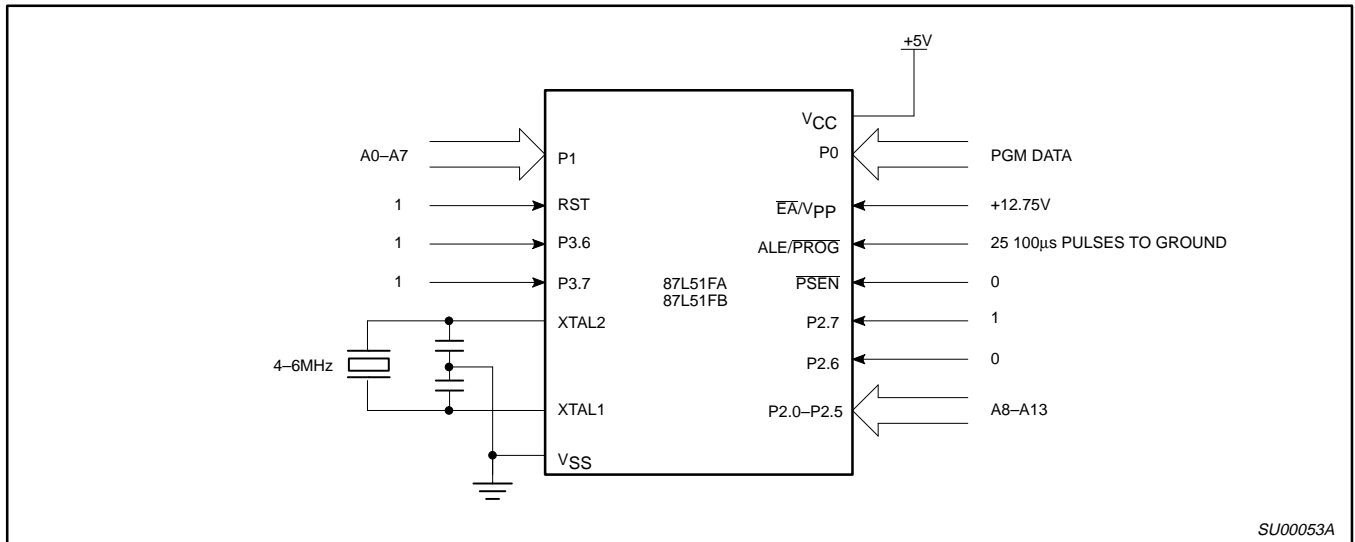 +5V
VCC
A0–A7
P1
P0
PGM DATA
1
RST
EA/VPP
+12.75V
1
P3.6
ALE/PROG
25 100µs PULSES TO GROUND
1
P3.7
87L51FA
87L51FB
PSEN
0
XTAL2
P2.7
1
4–6MHz
P2.6
0
XTAL1
P2.0–P2.5
A8–A13
VSS
SU00053A